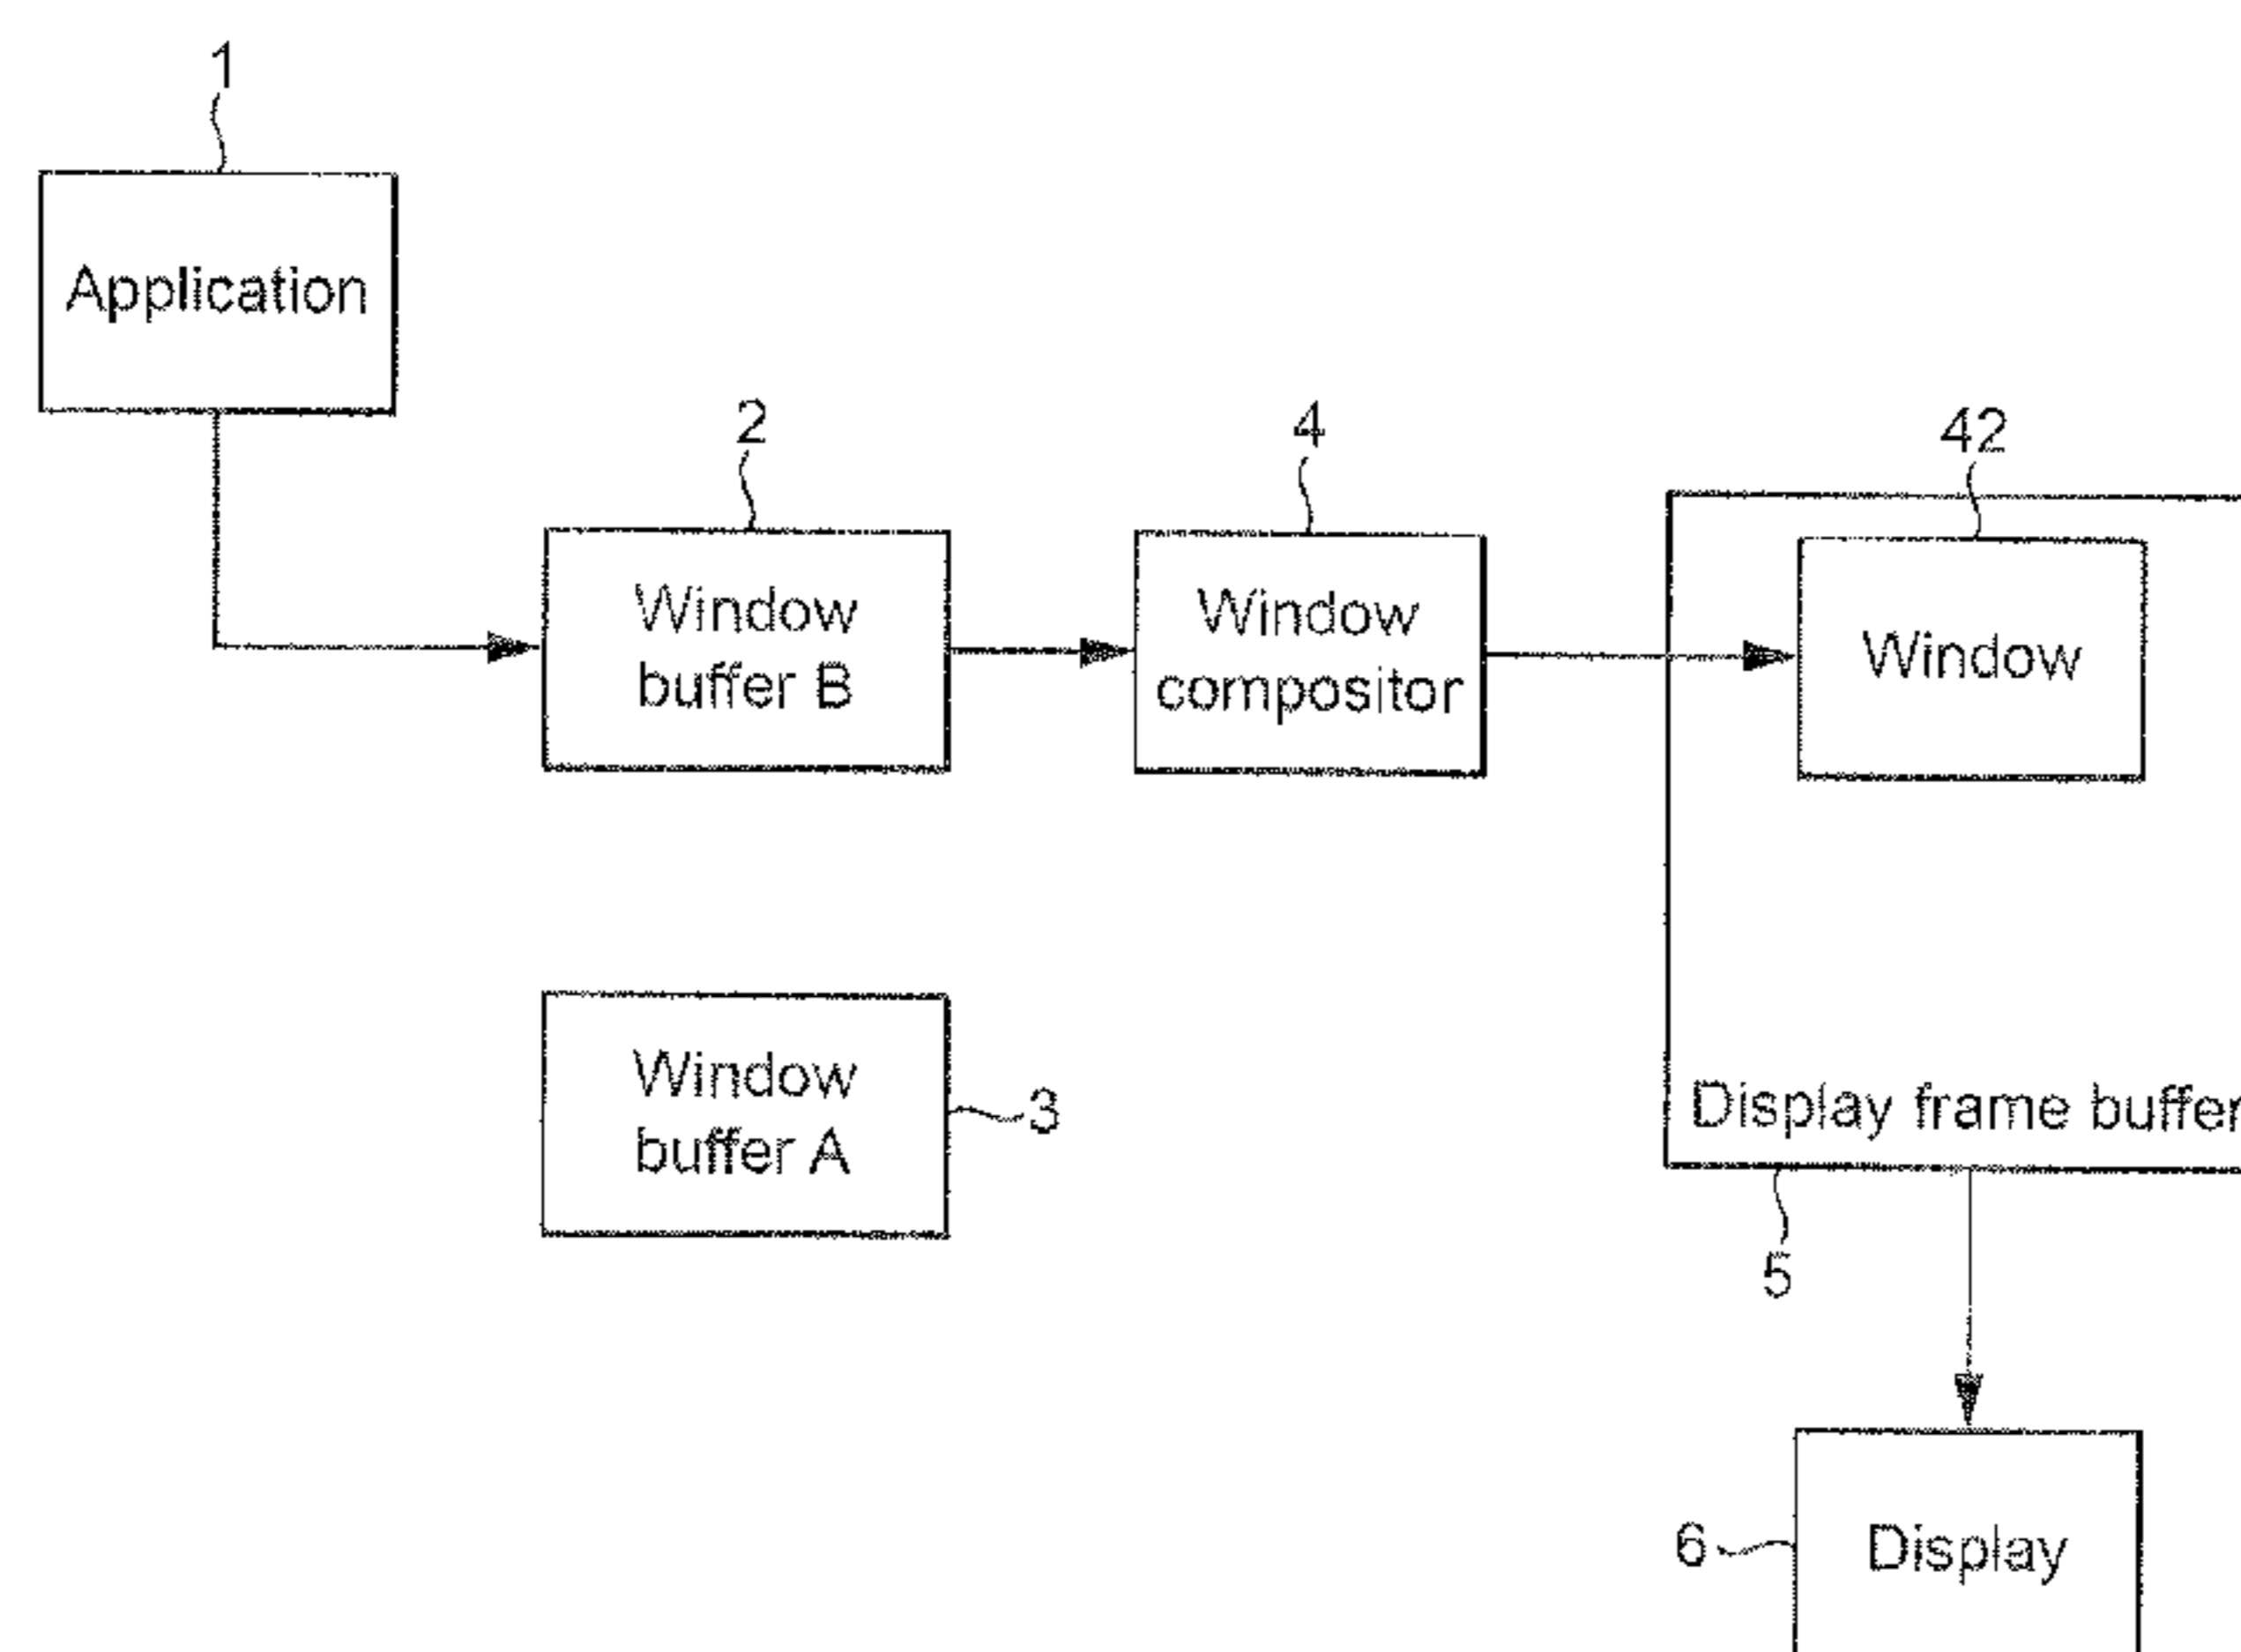 1
Application
2
4
42
Window
buffer B
Window
compositor
Window
Window
buffer A
3
Display frame buffer
5
6
Display